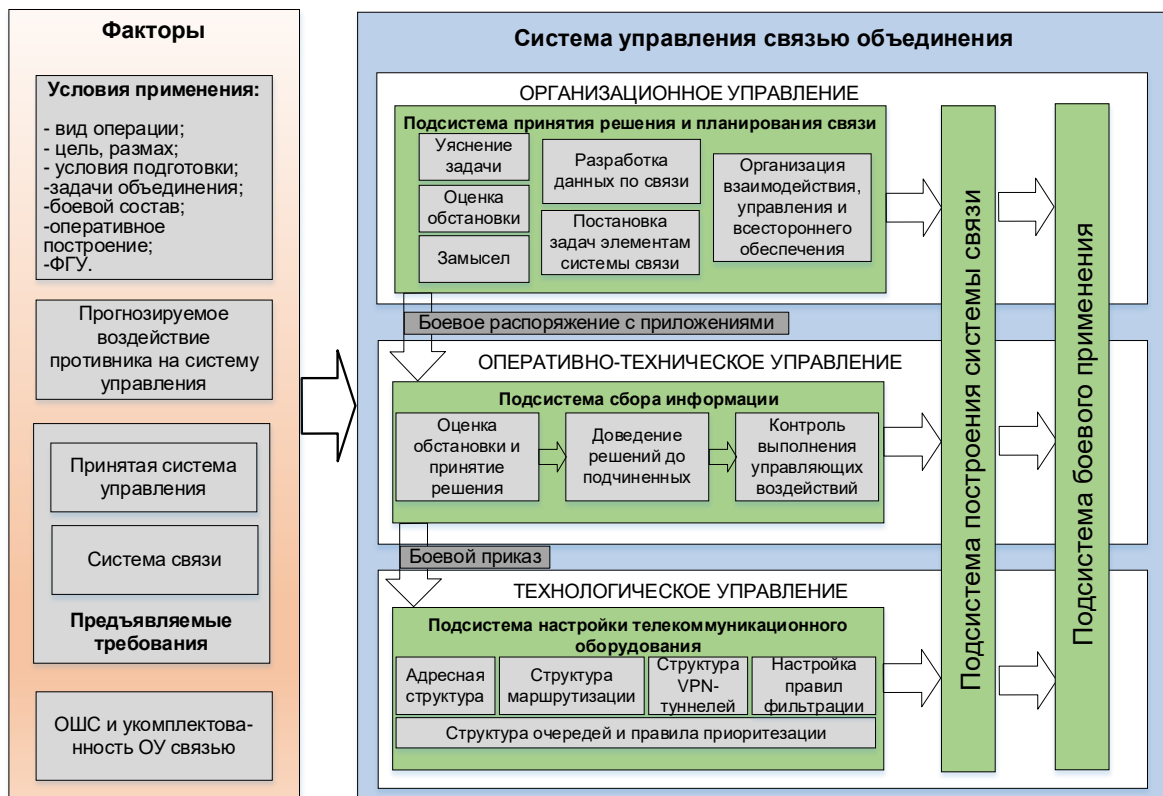 Факторы
Условия применения:
- вид операции;
- цель, размах;
- условия подготовки;
-задачи объединения;
-боевой состав;
-оперативное
построение;
-ФГУ.
Прогнозируемое
воздействие
противника на систему
управления
Принятая система
управления
Система связи
Предъявляемые
требования
ОШС и укомплектова-
нность ОУ связью
Система управления связью объединения
ОРГАНИЗАЦИОННОЕ УПРАВЛЕНИЕ
Подсистема принятия решения и планирования связи
Уяснение
задачи
Оценка
обстановки
Замысел
Разработка
данных по связи
Постановка
задач элементам
системы связи
Организация
взаимодействия,
управления и
всестороннего
обеспечения
Боевое распоряжение с приложениями
ОПЕРАТИВНО-ТЕХНИЧЕСКОЕ УПРАВЛЕНИЕ
Подсистема сбора информации
Оценка
обстановки и
принятие
решения
Доведение
решений до
подчиненных
Контроль
выполнения
управляющих
воздействий
Боевой приказ
ТЕХНОЛОГИЧЕСКОЕ УПРАВЛЕНИЕ
Подсистема настройки телекоммуникационного
оборудования
Адресная
структура
Структура
маршрутизации
Структура
VPN-
туннелей
Настройка
правил
фильтрации
Структура очередей и правила приоритезации
Подсистема построения системы связи
Подсистема боевого применения